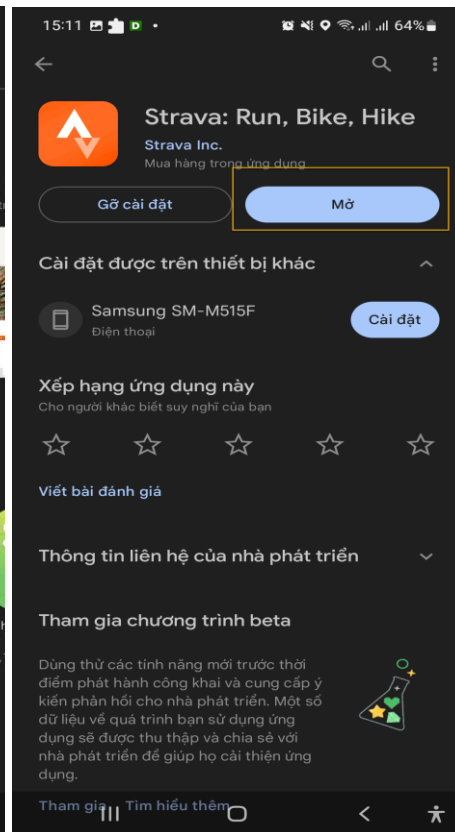 15:11
64%
Strava: Run, Bike, Hike
Strava Inc.
Mua hàng trong ứng dụng
Gỡ cài đặt
Mở
Cài đặt được trên thiết bị khác
Samsung SM-M515F
Điện thoại
Cài đặt
Xếp hạng ứng dụng này
Cho người khác biết suy nghĩ của bạn
Viết bài đánh giá
Thông tin liên hệ của nhà phát triển
Tham gia chương trình beta
Dùng thử các tính năng mới trước thời
điểm phát hành công khai và cung cấp ý
kiến phản hồi cho nhà phát triển. Một số
dữ liệu về quá trình bạn sử dụng ứng
dụng sẽ được thu thập và chia sẻ với
nhà phát triển để giúp họ cải thiện ứng
dụng.
Tham gia Tìm hiểu thêm